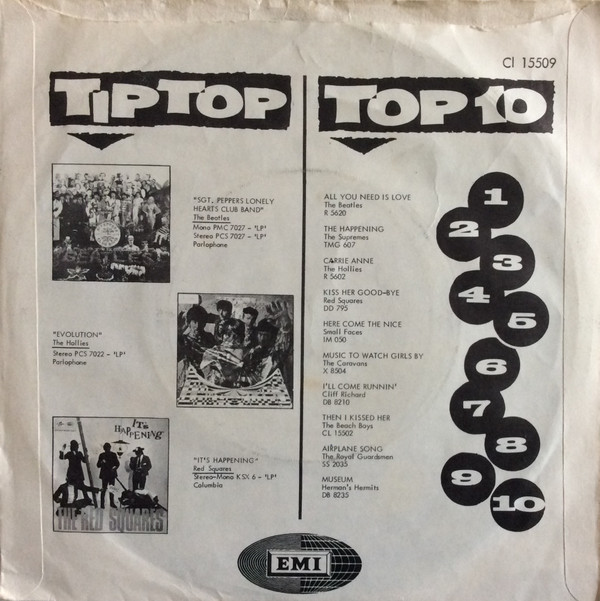 Cl 15509
TIPTOP
TOP 10
"SGT, PEPPERS LONELY
HEARTS CLUB BAND"
The Beatles
Mono PMC 7027 - 'LP'
Stereo PCS 7027 - 'LP'
Parlophone
"EVOLUTION"
The Hollies
Stereo PCS 7022 - 'LP'
Parlophone
IT'S
HAPPENING
THE RED SQUARES
"IT'S HAPPENING"
Red Squares
Stereo-Mono KSX 6 - 'LP'
Columbia
ALL YOU NEED IS LOVE
The Beatles
R 5620
THE HAPPENING
The Supremes
TMG 607
CARRIE ANNE
The Hollies
R 5602
KISS HER GOOD-BYE
Red Squares
DD 795
HERE COME THE NICE
Small Faces
IM 050
MUSIC TO WATCH GIRLS BY
The Caravans
X 8504
I'LL COME RUNNIN'
Cliff Richard
DB 8210
THEN I KISSED HER
The Beach Boys
CL 15502
AIRPLANE SONG
The Royal Guardsmen
SS 2035
MUSEUM
Herman's Hermits
DB 8235
1
2
3
4
5
6
7
8
9
10
EMI